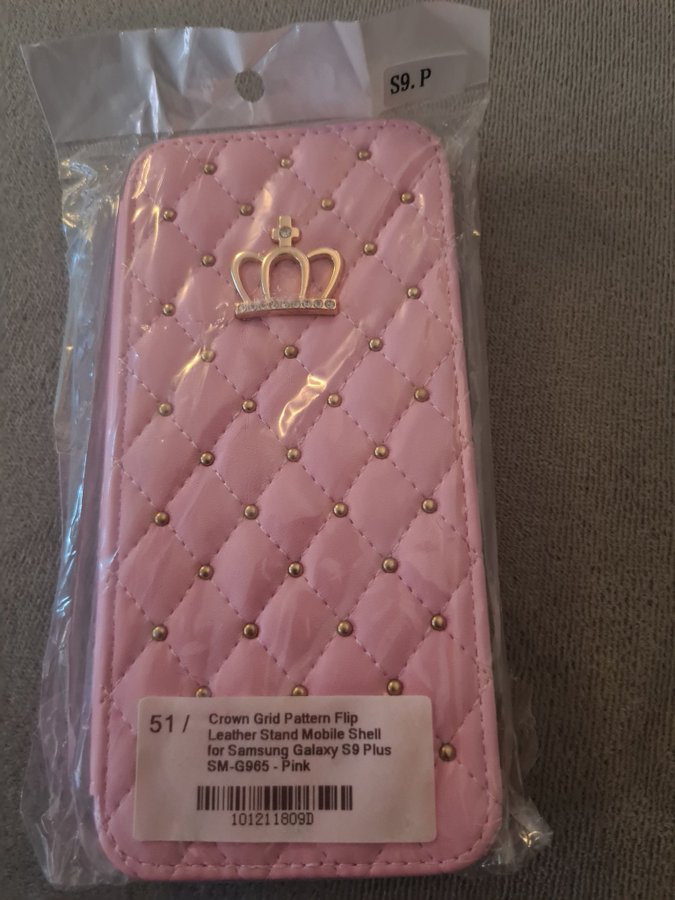 S9. P
51 /
Crown Grid Pattern Flip
Leather Stand Mobile Shell
for Samsung Galaxy S9 Plus
SM-G965 - Pink
101211809D